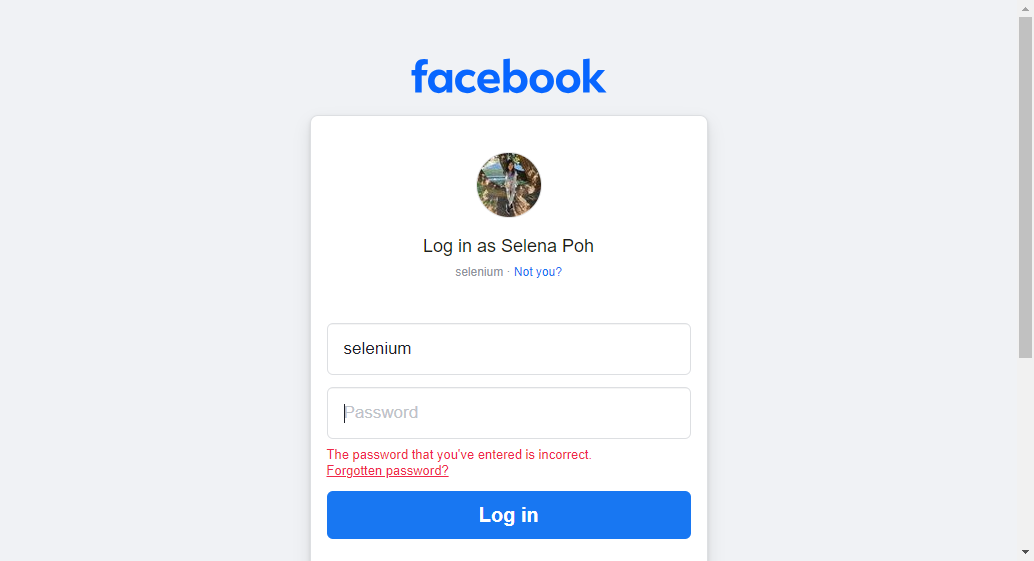 facebook
Log in as Selena Poh
selenium · Not you?
selenium
Password
The password that you've entered is incorrect.
Forgotten password?
Log in